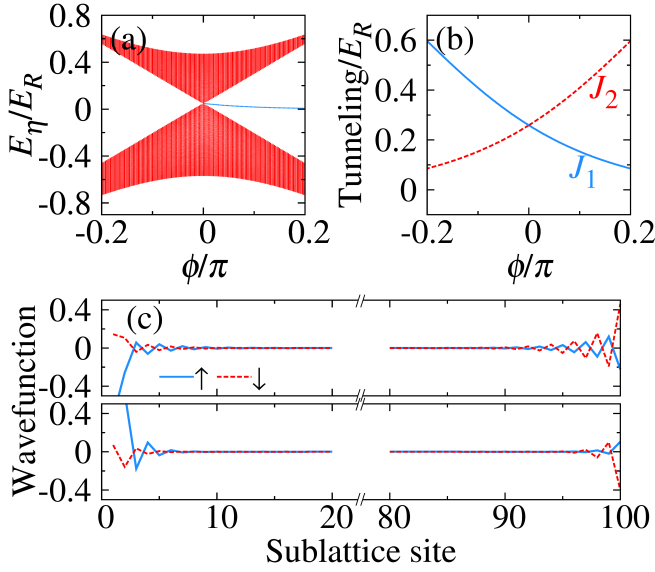 0.8
0.4
0
-0.4
-0.8
E_η/E_R
(a)
-0.2
0
0.2
ϕ/π
0.6
0.4
0.2
0
Tunneling/E_R
(b)
J_2
J_1
-0.2
0
0.2
ϕ/π
Wavefunction
0.4
0
-0.4
(c)
↑
↓
0.4
0
-0.4
0
10
20
80
90
100
Sublattice site